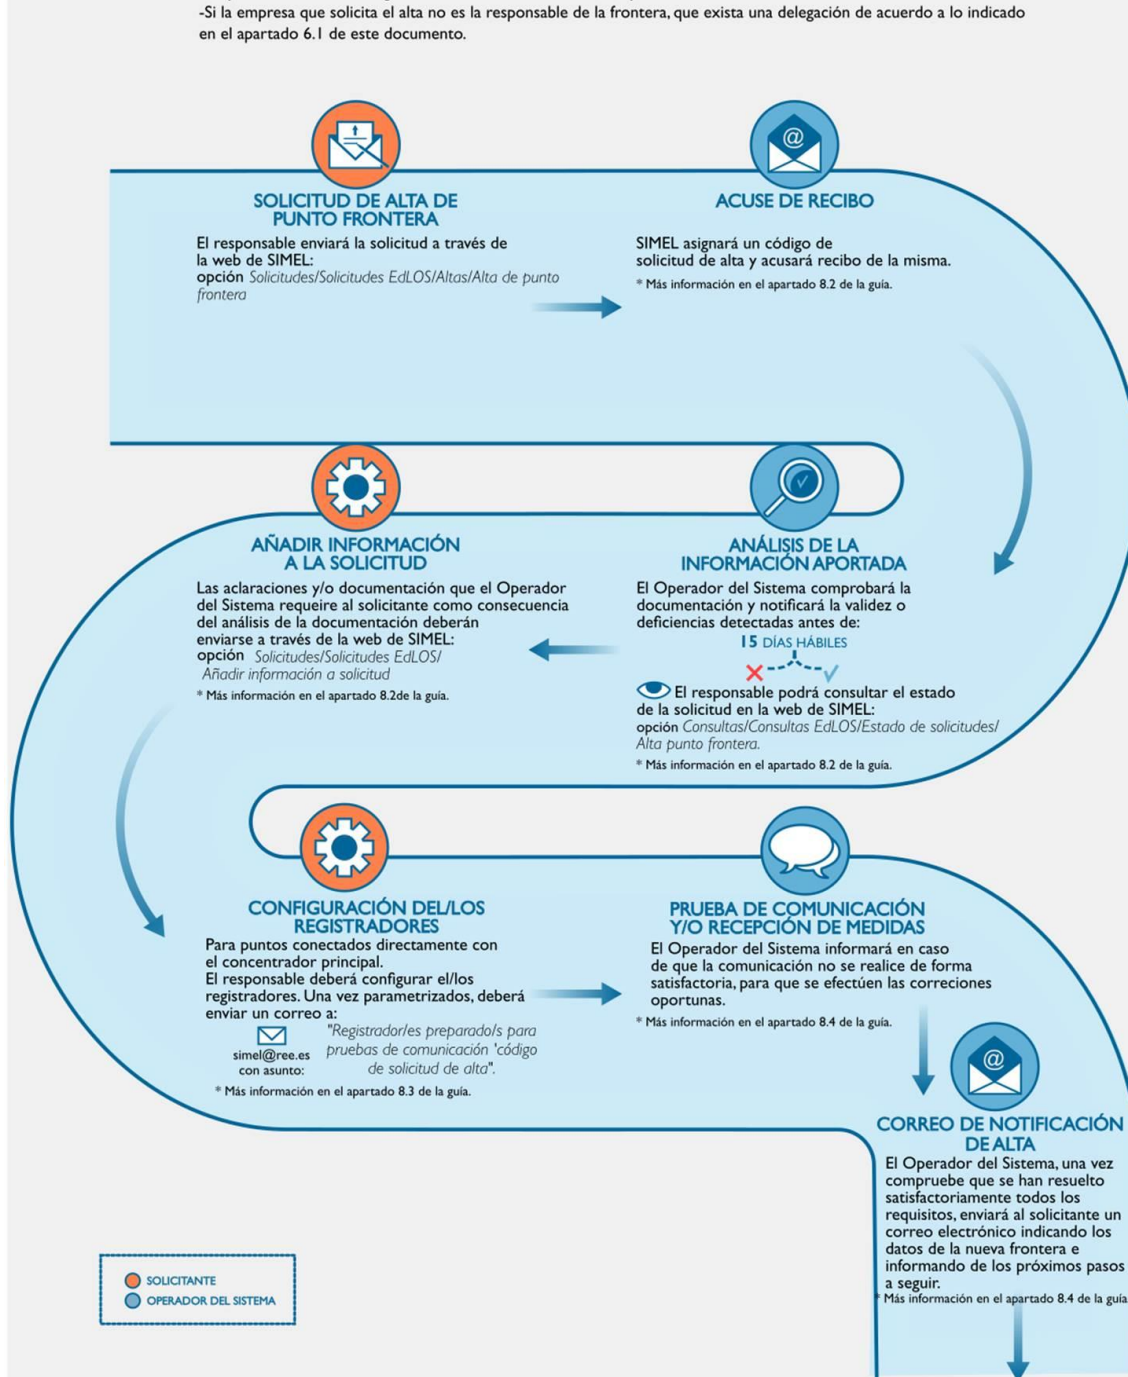 -Si la empresa que solicita el alta no es la responsable de la frontera, que exista una delegación de acuerdo a lo indicado
en el apartado 6.1 de este documento.
SOLICITUD DE ALTA DE
PUNTO FRONTERA
El responsable enviará la solicitud a través de
la web de SIMEL:
opción Solicitudes/Solicitudes EdLOS/Altas/Alta de punto
frontera
ACUSE DE RECIBO
SIMEL asignará un código de
solicitud de alta y acusará recibo de la misma.
* Más información en el apartado 8.2 de la guía.
ANÁLISIS DE LA
INFORMACIÓN APORTADA
El Operador del Sistema comprobará la
documentación y notificará la validez o
deficiencias detectadas antes de:
15 DÍAS HÁBILES
El responsable podrá consultar el estado
de la solicitud en la web de SIMEL:
opción Consultas/Consultas EdLOS/Estado de solicitudes/
Alta punto frontera.
* Más información en el apartado 8.2 de la guía.
AÑADIR INFORMACIÓN
A LA SOLICITUD
Las aclaraciones y/o documentación que el Operador
del Sistema requeire al solicitante como consecuencia
del análisis de la documentación deberán
enviarse a través de la web de SIMEL:
opción Solicitudes/Solicitudes EdLOS/
Añadir información a solicitud
* Más información en el apartado 8.2de la guía.
CONFIGURACIÓN DEL/LOS
REGISTRADORES
Para puntos conectados directamente con
el concentrador principal.
El responsable deberá configurar el/los
registradores. Una vez parametrizados, deberá
enviar un correo a:
simel@ree.es
con asunto:
"Registrador/es preparado/s para
pruebas de comunicación 'código
de solicitud de alta".
* Más información en el apartado 8.3 de la guía.
PRUEBA DE COMUNICACIÓN
Y/O RECEPCIÓN DE MEDIDAS
El Operador del Sistema informará en caso
de que la comunicación no se realice de forma
satisfactoria, para que se efectúen las correciones
oportunas.
* Más información en el apartado 8.4 de la guía.
CORREO DE NOTIFICACIÓN
DE ALTA
El Operador del Sistema, una vez
compruebe que se han resuelto
satisfactoriamente todos los
requisitos, enviará al solicitante un
correo electrónico indicando los
datos de la nueva frontera e
informando de los próximos pasos
a seguir.
* Más información en el apartado 8.4 de la guía
SOLICITANTE
OPERADOR DEL SISTEMA